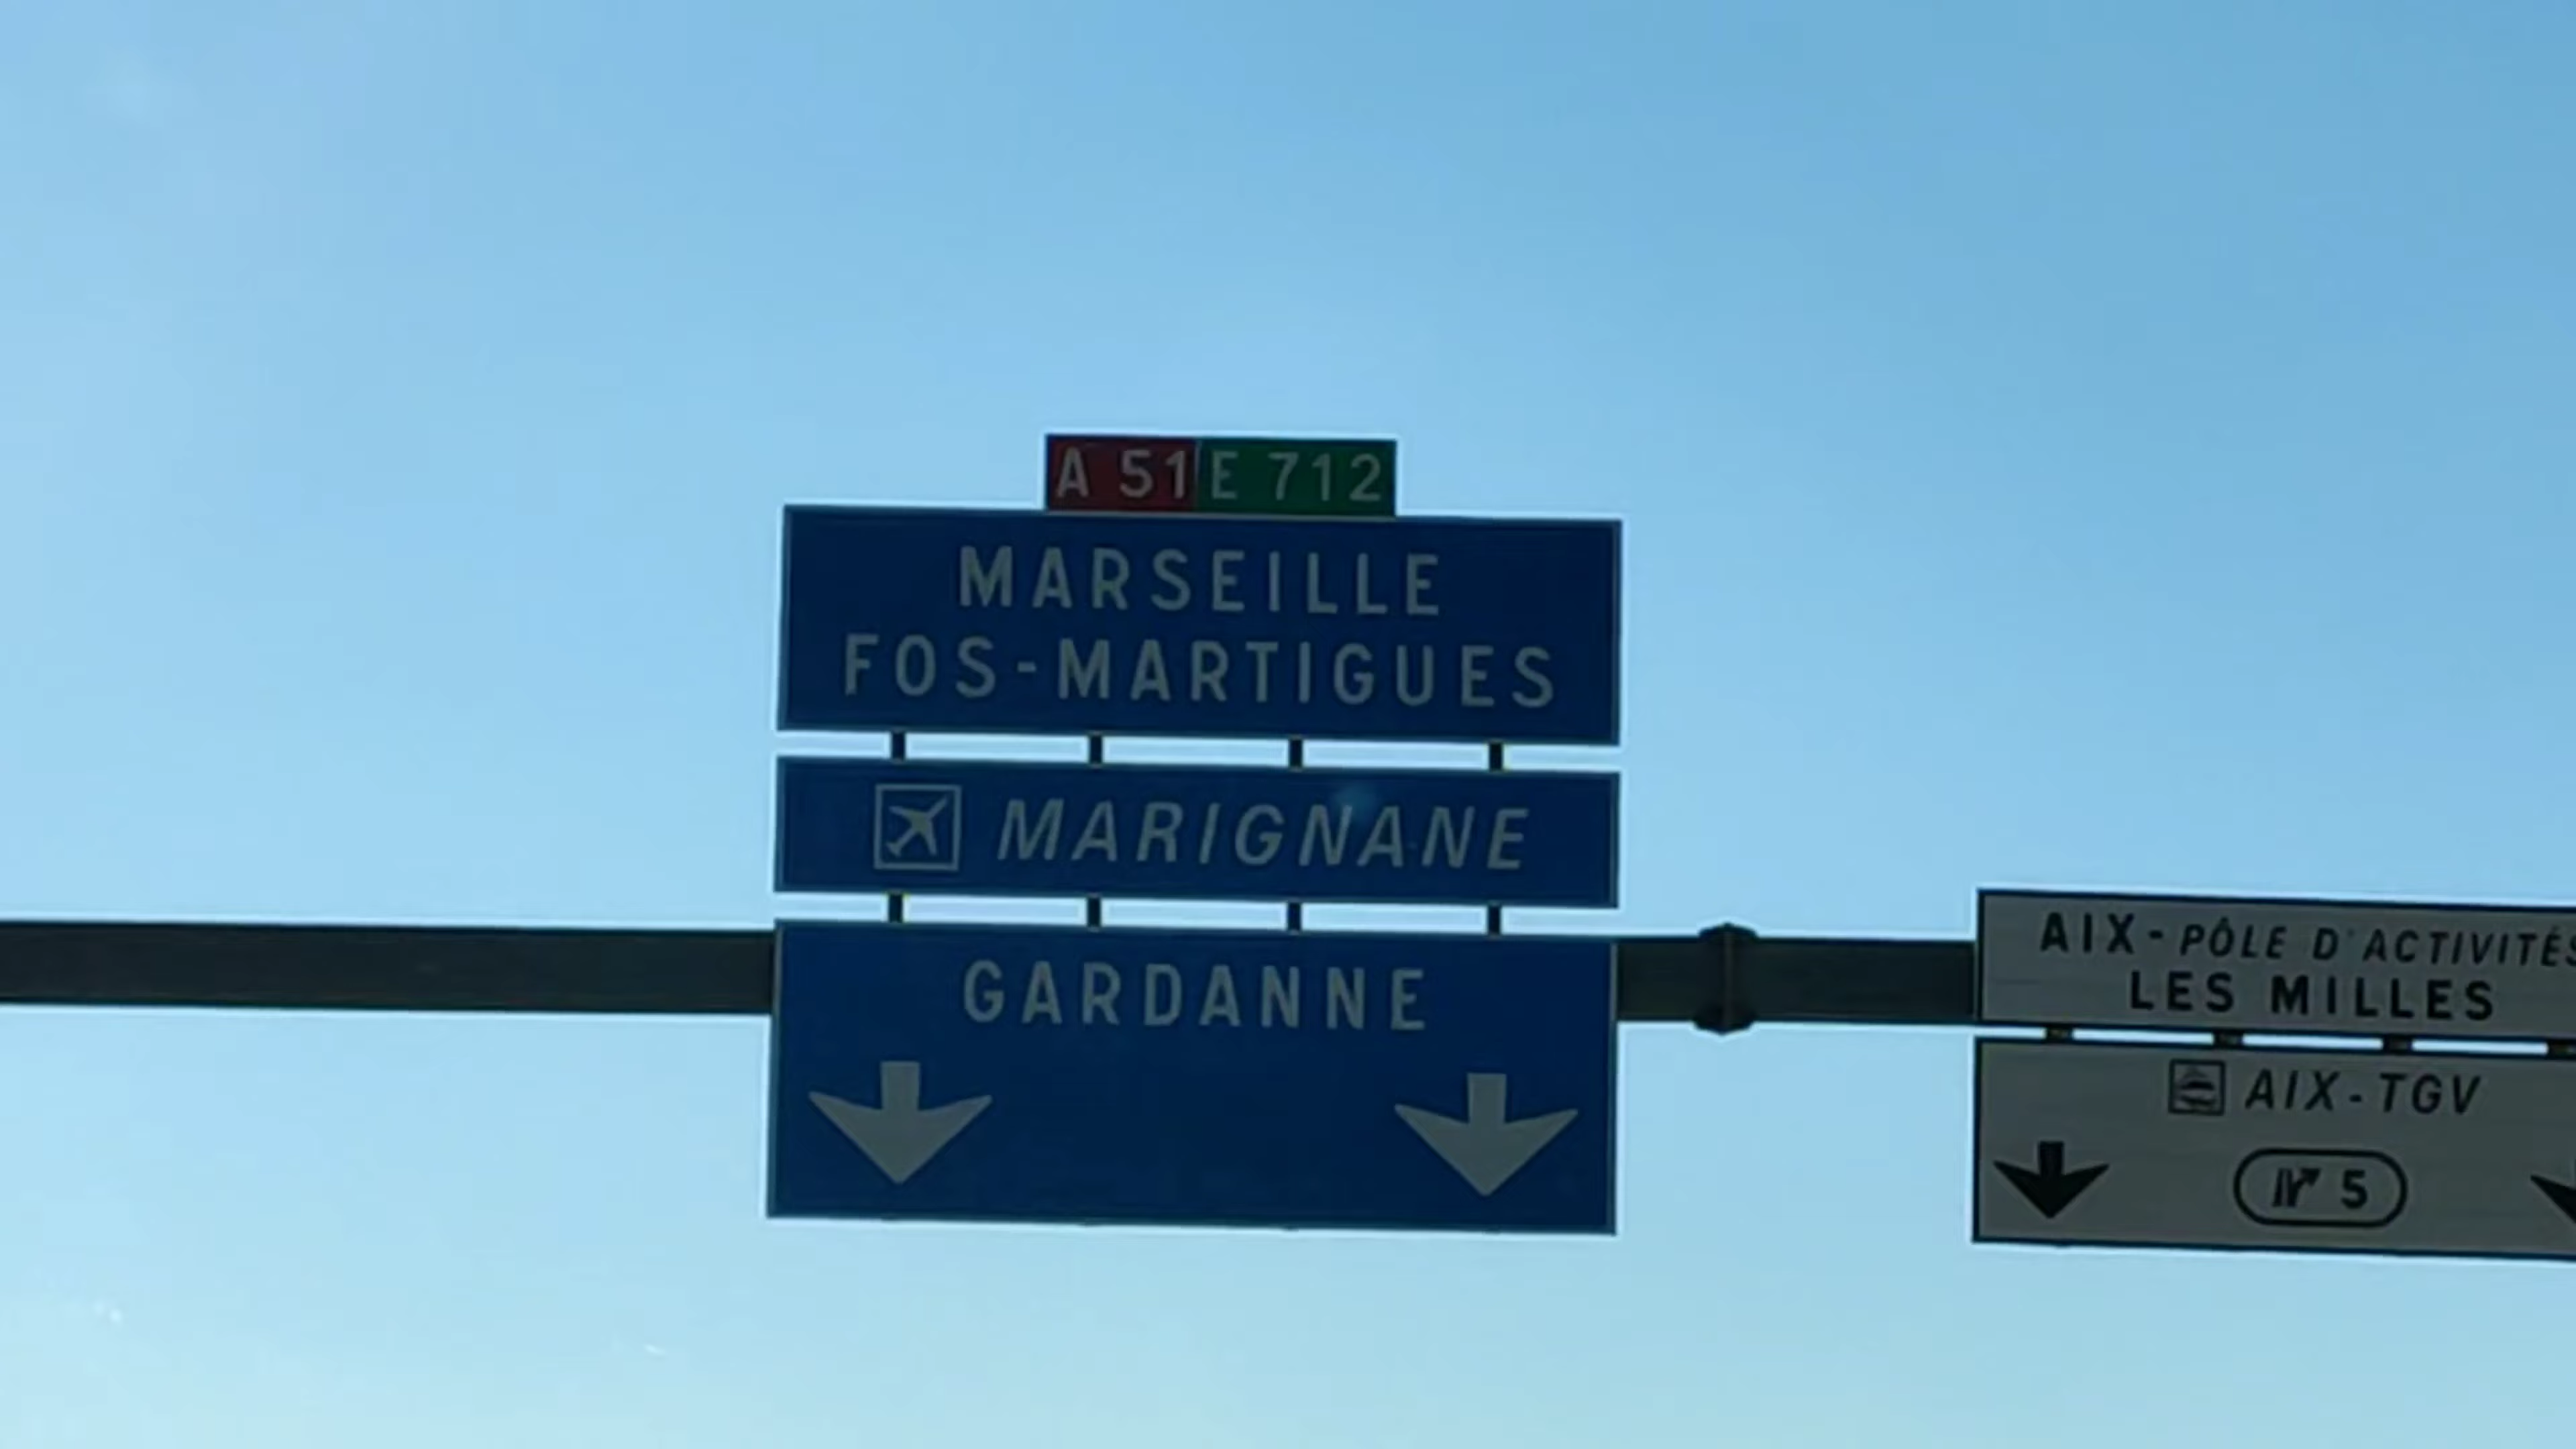 A 51 E 712
MARSEILLE
FOS-MARTIGUES
MARIGNANE
GARDANNE
AIX-PÔLE D'ACTIVITÉS
LES MILLES
AIX-TGV
5